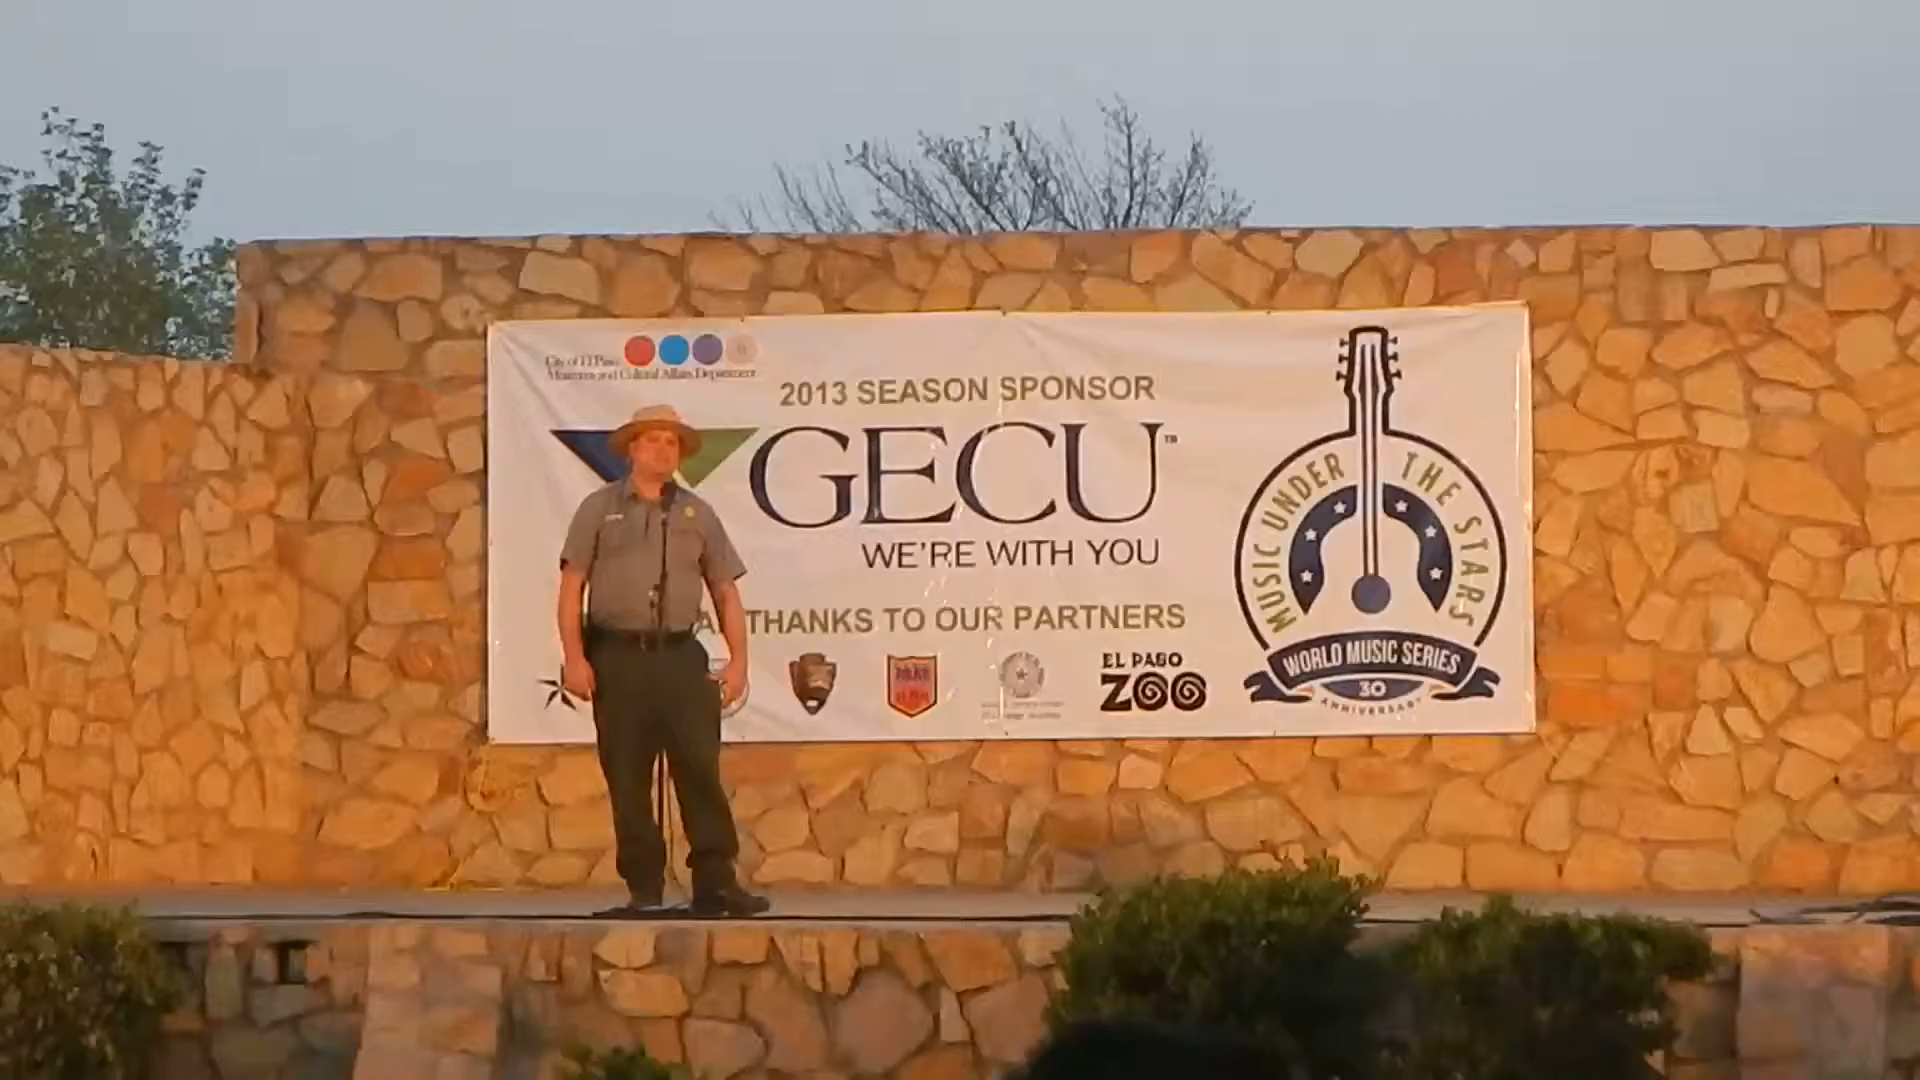 City of El Paso
Museums and Cultural Affairs Department
2013 SEASON SPONSOR
GECU™
WE'RE WITH YOU
THANKS TO OUR PARTNERS
EL PASO
ZOO
MUSIC UNDER THE STARS
WORLD MUSIC SERIES
30
ANNIVERSARY